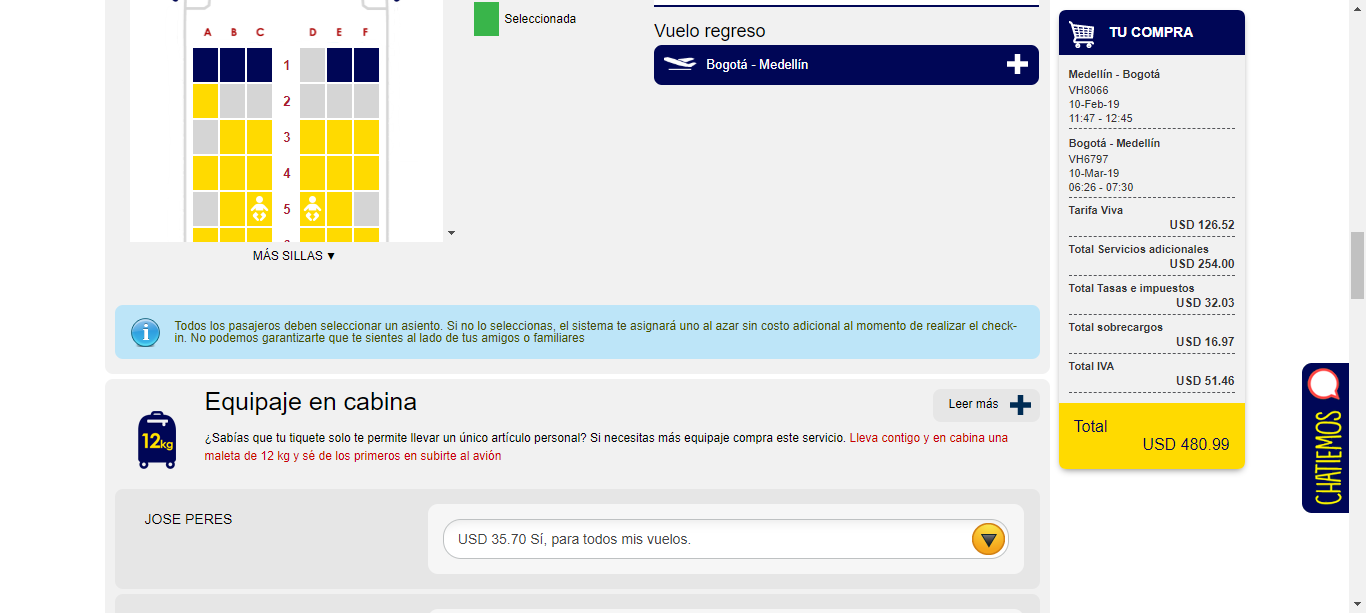 Seleccionada
A B C D E F
1
2
3
4
5
MÁS SILLAS ▼
Vuelo regreso
Bogotá - Medellín
Todos los pasajeros deben seleccionar un asiento. Si no lo seleccionas, el sistema te asignará uno al azar sin costo adicional al momento de realizar el check-
in. No podemos garantizarte que te sientes al lado de tus amigos o familiares
12kg
Equipaje en cabina
Leer más
¿Sabías que tu tiquete solo te permite llevar un único artículo personal? Si necesitas más equipaje compra este servicio. Lleva contigo y en cabina una
maleta de 12 kg y sé de los primeros en subirte al avión
JOSE PERES
USD 35.70 Sí, para todos mis vuelos.
TU COMPRA
Medellín - Bogotá
VH8066
10-Feb-19
11:47 - 12:45
Bogotá - Medellín
VH6797
10-Mar-19
06:26 - 07:30
Tarifa Viva
USD 126.52
Total Servicios adicionales
USD 254.00
Total Tasas e impuestos
USD 32.03
Total sobrecargos
USD 16.97
Total IVA
USD 51.46
Total
USD 480.99
CHATIEMOS